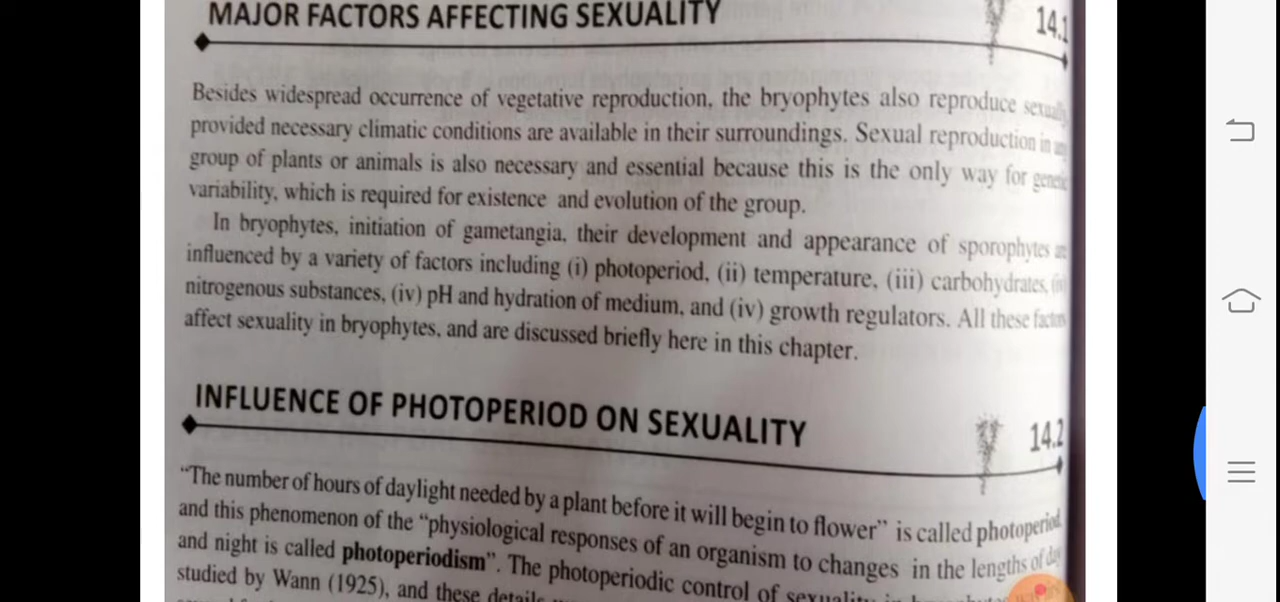 MAJOR FACTORS AFFECTING SEXUALITY
14.1
Besides widespread occurrence of vegetative reproduction, the bryophytes also reproduce sexually
provided necessary climatic conditions are available in their surroundings. Sexual reproduction in
group of plants or animals is also necessary and essential because this is the only way for genetic
variability, which is required for existence and evolution of the group.
In bryophytes, initiation of gametangia, their development and appearance of sporophytes
influenced by a variety of factors including (i) photoperiod, (ii) temperature, (iii) carbohydrates,
nitrogenous substances, (iv) pH and hydration of medium, and (iv) growth regulators. All these factors
affect sexuality in bryophytes, and are discussed briefly here in this chapter.
INFLUENCE OF PHOTOPERIOD ON SEXUALITY
14.2
"The number of hours of daylight needed by a plant before it will begin to flower" is called photoperiod
and this phenomenon of the "physiological responses of an organism to changes in the lengths of day
and night is called photoperiodism". The photoperiodic control of sexuality in
studied by Wann (1925), and these details